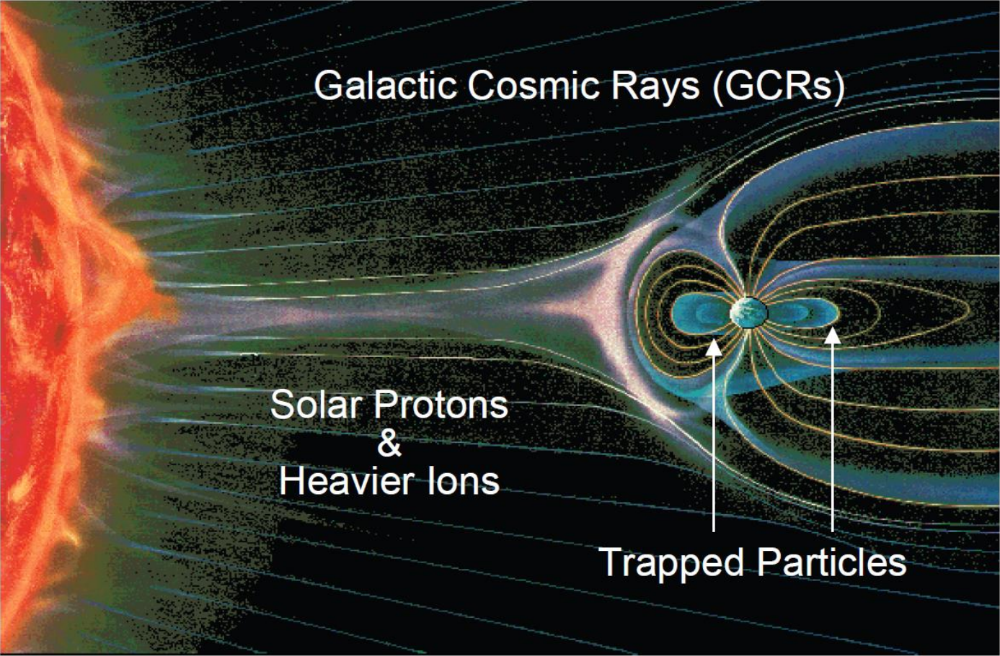 Galactic Cosmic Rays (GCRs)
Solar Protons
&
Heavier Ions
Trapped Particles